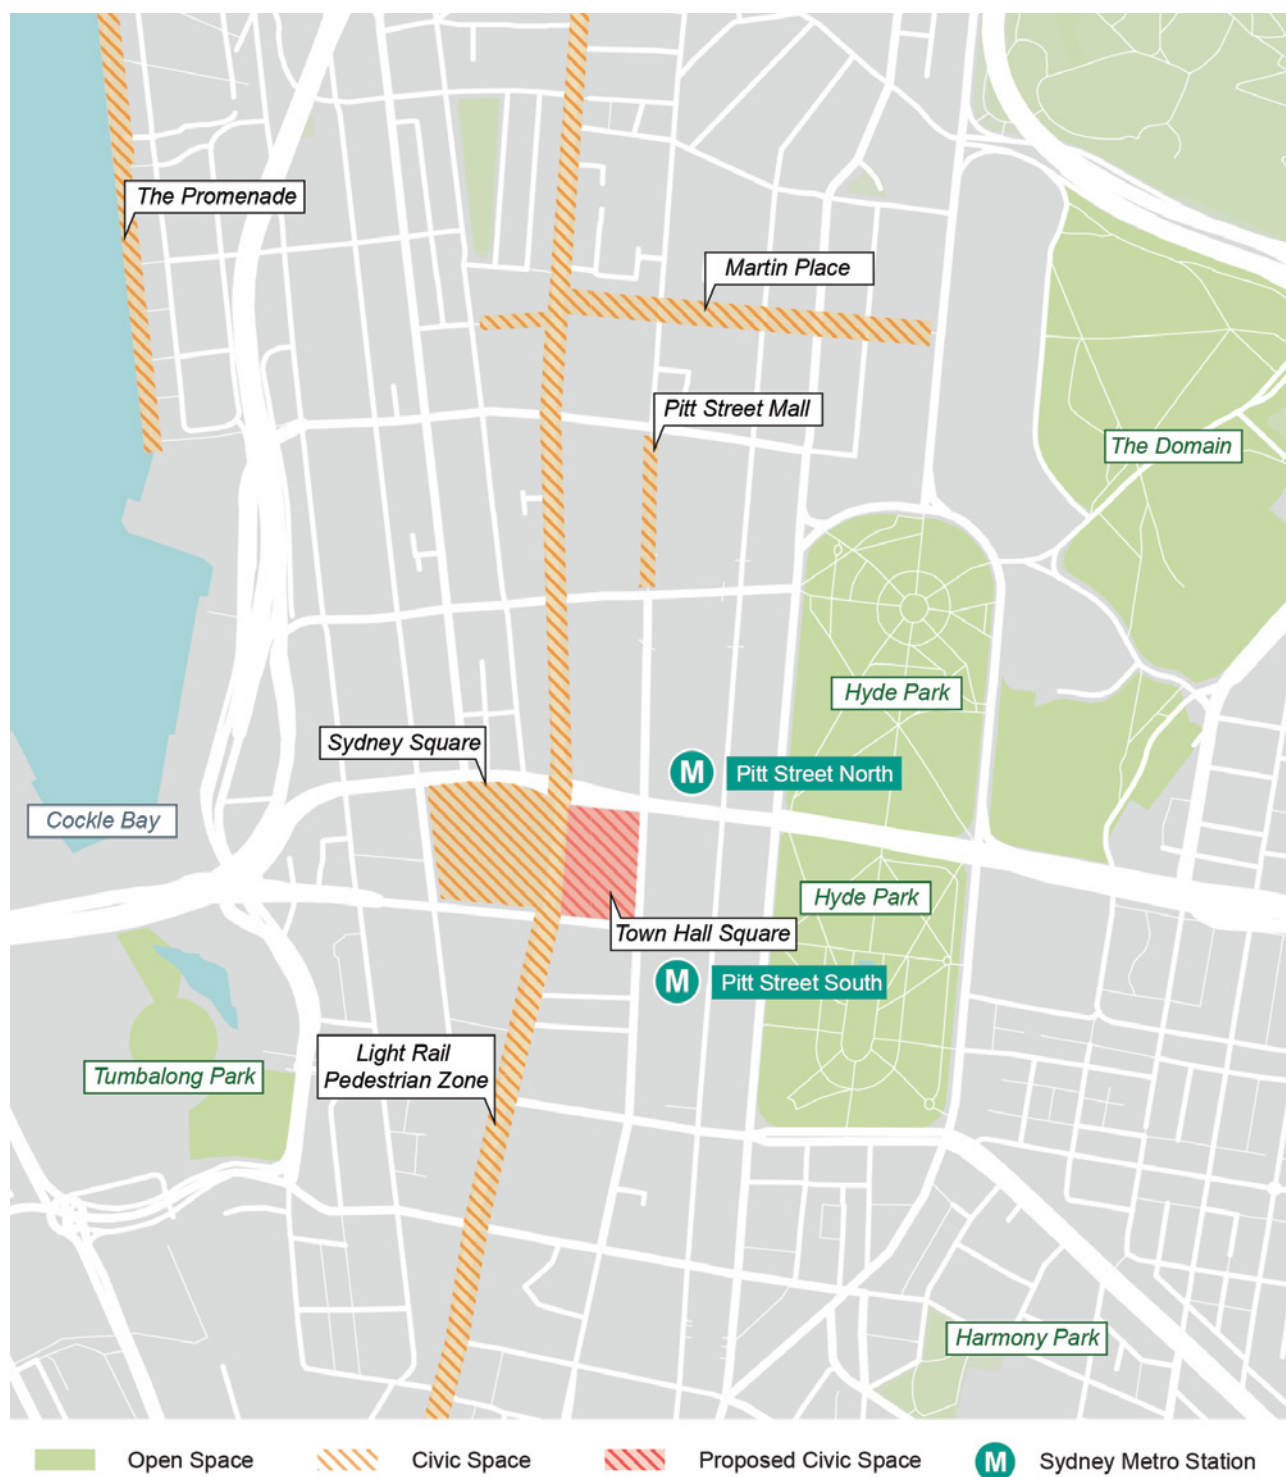 The Promenade
Martin Place
Pitt Street Mall
The Domain
Hyde Park
Sydney Square
M Pitt Street North
Cockle Bay
Hyde Park
Town Hall Square
M Pitt Street South
Light Rail
Pedestrian Zone
Tumbalong Park
Harmony Park
Open Space Civic Space Proposed Civic Space M Sydney Metro Station